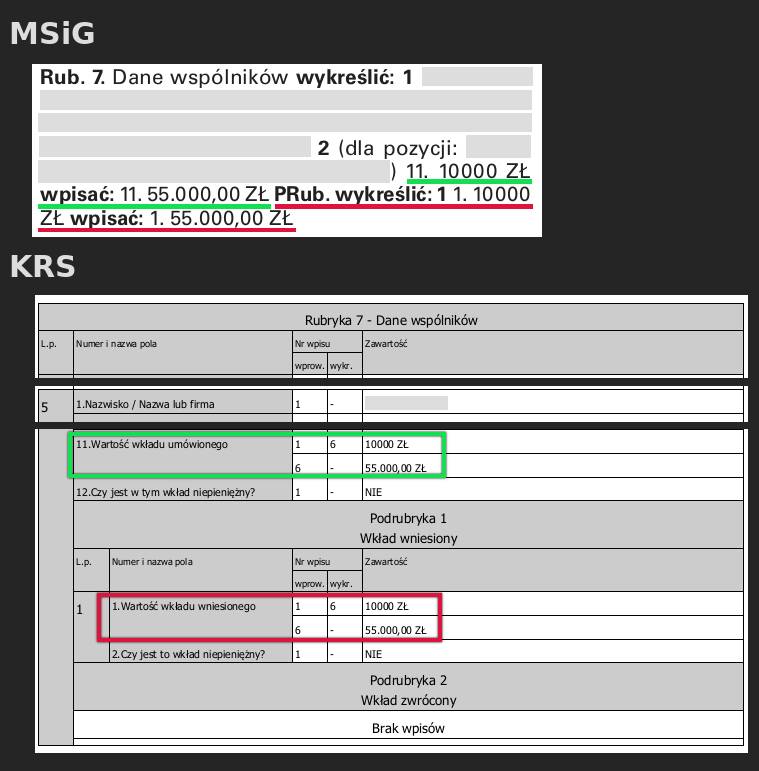 MSiG
Rub. 7. Dane wspólników wykreślić: 1
2 (dla pozycji:
) 11. 10000 ZŁ
wpisać: 11. 55.000,00 ZŁ PRub. wykreślić: 1 1. 10000
ZŁ wpisać: 1. 55.000,00 ZŁ
KRS
Rubryka 7 - Dane wspólników
L.p. Numer i nazwa pola Nr wpisu Zawartość
wprow. wykr.
5 1.Nazwisko / Nazwa lub firma 1 -
11.Wartość wkładu umówionego 1 6 10000 ZŁ
6 - 55.000,00 ZŁ
12.Czy jest w tym wkład niepieniężny? 1 - NIE
Podrubryka 1
Wkład wniesiony
L.p. Numer i nazwa pola Nr wpisu Zawartość
wprow. wykr.
1 1.Wartość wkładu wniesionego 1 6 10000 ZŁ
6 - 55.000,00 ZŁ
2.Czy jest to wkład niepieniężny? 1 - NIE
Podrubryka 2
Wkład zwrócony
Brak wpisów